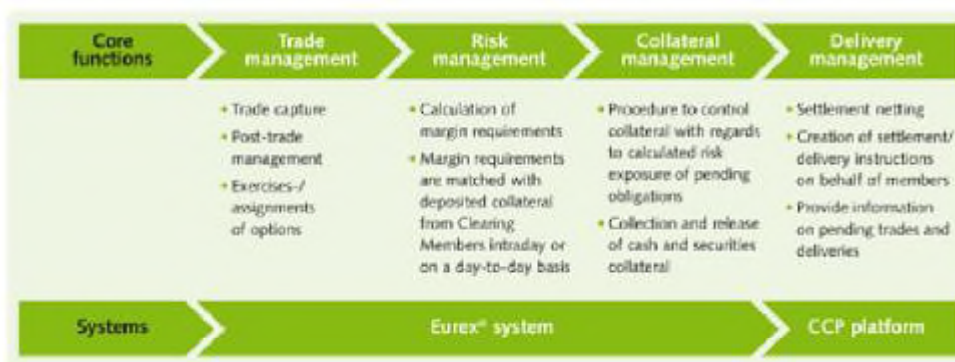 Core
functions
Trade
management
Risk
management
Collateral
management
Delivery
management
• Trade capture
• Post-trade
management
• Exercises-/
assignments
of options
• Calculation of
margin requirements
• Margin requirements
are matched with
deposited collateral
from Clearing
Members intraday or
on a day-to-day basis
• Procedure to control
collateral with regards
to calculated risk
exposure of pending
obligations
• Collection and release
of cash and securities
collateral
• Settlement netting
• Creation of settlement/
delivery instructions
on behalf of members
• Provide information
on pending trades and
deliveries
Systems
Eurex® system
CCP platform